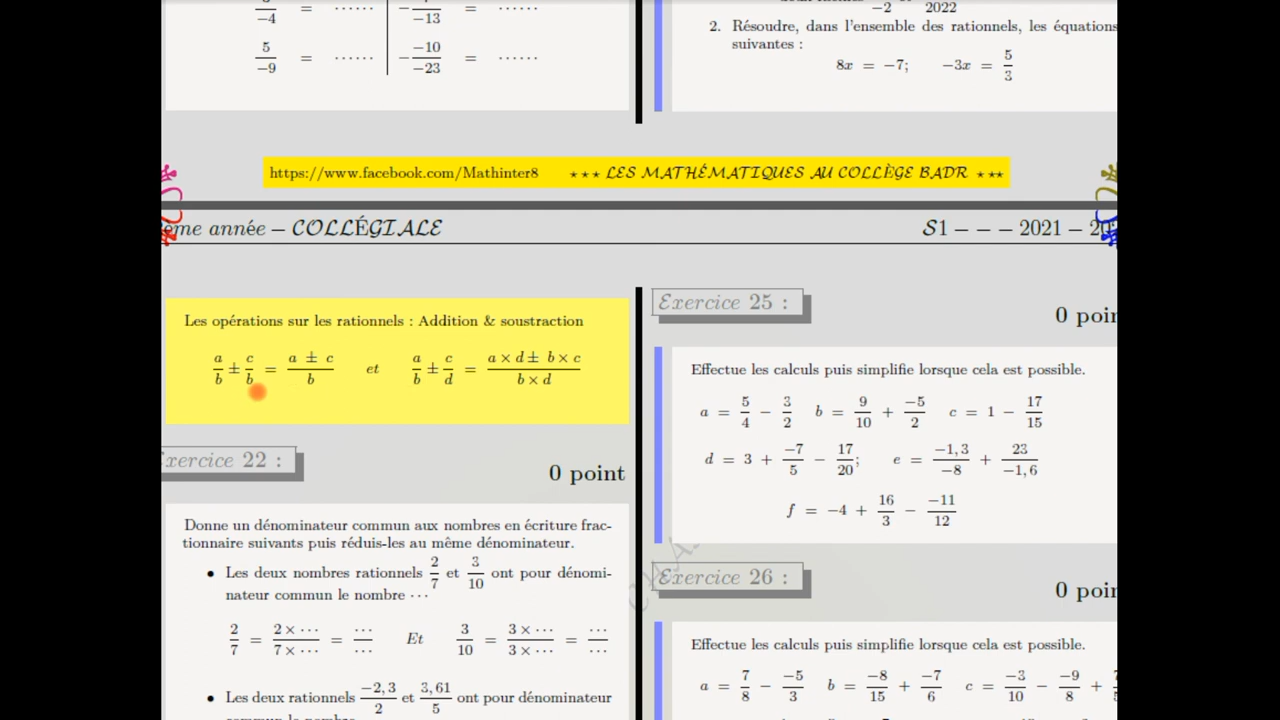 /-4 = ······ -/-13 = ······
5/-9 = ······ --10/-23 = ······
-2 2022
2. Résoudre, dans l'ensemble des rationnels, les équations
suivantes :
8x = −7; −3x = 5/3
https://www.facebook.com/Mathinter8 ⋆⋆⋆ LES MATHÉMATIQUES AU COLLÈGE BADR ⋆⋆⋆
année − COLLÉGIALE S1 − − − 2021 −
Les opérations sur les rationnels : Addition & soustraction
a/b ± c/b = a ± c/b et a/b ± c/d = a × d ± b × c/b × d
Exercice 22 :
0 point
Donne un dénominateur commun aux nombres en écriture frac-
tionnaire suivants puis réduis-les au même dénominateur.
• Les deux nombres rationnels 2/7 et 3/10 ont pour dénomi-
nateur commun le nombre ···
2/7 = 2 × ···/7 × ··· = ···/··· Et 3/10 = 3 × ···/3 × ··· = ···/···
• Les deux rationnels −2,3/2 et 3,61/5 ont pour dénominateur
Exercice 25 :
0 poin
Effectue les calculs puis simplifie lorsque cela est possible.
a = 5/4 − 3/2 b = 9/10 + −5/2 c = 1 − 17/15
d = 3 + −7/5 − 17/20; e = −1,3/−8 + 23/−1,6
f = −4 + 16/3 − −11/12
Exercice 26 :
0 poin
Effectue les calculs puis simplifie lorsque cela est possible.
a = 7/8 − −5/3 b = −8/15 + −7/6 c = −3/10 − −9/8 +